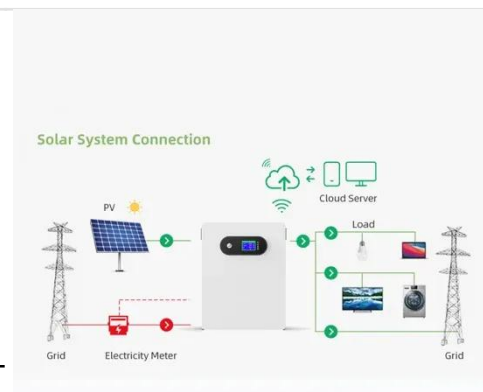 Solar System Connection
Cloud Server
PV
Load
Grid
Electricity Meter
Grid